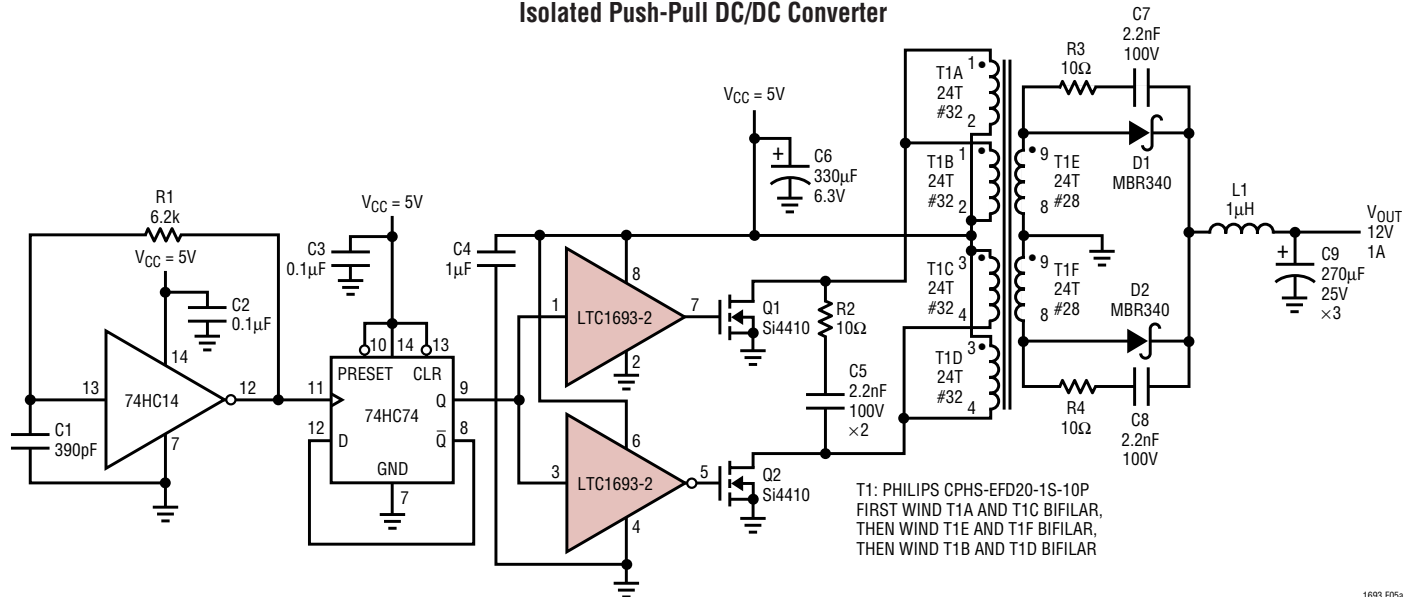 Isolated Push-Pull DC/DC Converter
R1
6.2k
VCC = 5V
C2
0.1µF
14
13
74HC14
12
7
C1
390pF
VCC = 5V
C3
0.1µF
10
14
13
PRESET
CLR
11
9
Q
74HC74
12
D
Q̅
8
GND
7
VCC = 5V
+
C6
330µF
6.3V
C4
1µF
8
1
LTC1693-2
7
2
6
3
LTC1693-2
5
4
Q1
Si4410
R2
10Ω
C5
2.2nF
100V
×2
Q2
Si4410
T1A
24T
#32
1
2
T1B
24T
#32
1
2
T1C
24T
#32
3
4
T1D
24T
#32
3
4
9
T1E
24T
8
#28
9
T1F
24T
8
#28
R3
10Ω
C7
2.2nF
100V
D1
MBR340
D2
MBR340
R4
10Ω
C8
2.2nF
100V
L1
1µH
VOUT
12V
1A
+
C9
270µF
25V
×3
T1: PHILIPS CPHS-EFD20-1S-10P
FIRST WIND T1A AND T1C BIFILAR,
THEN WIND T1E AND T1F BIFILAR,
THEN WIND T1B AND T1D BIFILAR
1693 F05a